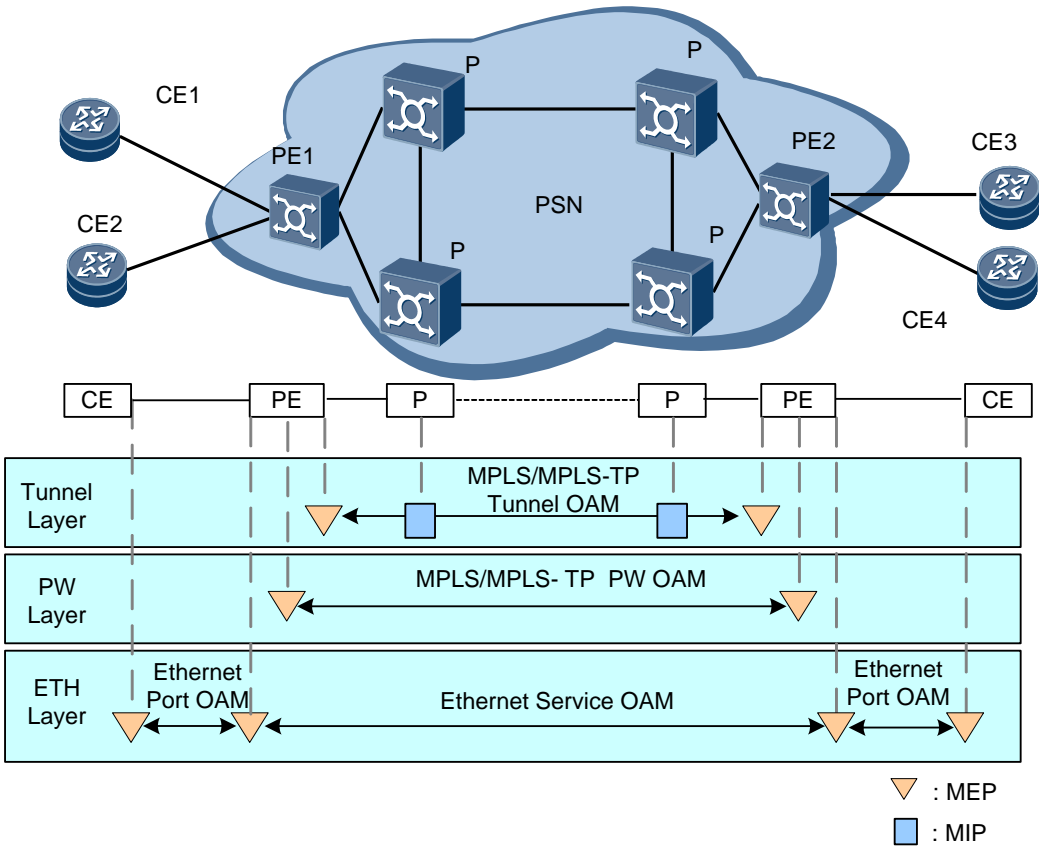 P
P
CE1
PE1
PE2
CE3
PSN
CE2
P
P
CE4
CE
PE
P
P
PE
CE
Tunnel
Layer
MPLS/MPLS-TP
Tunnel OAM
PW
Layer
MPLS/MPLS- TP PW OAM
ETH
Layer
Ethernet
Port OAM
Ethernet Service OAM
Ethernet
Port OAM
: MEP
: MIP